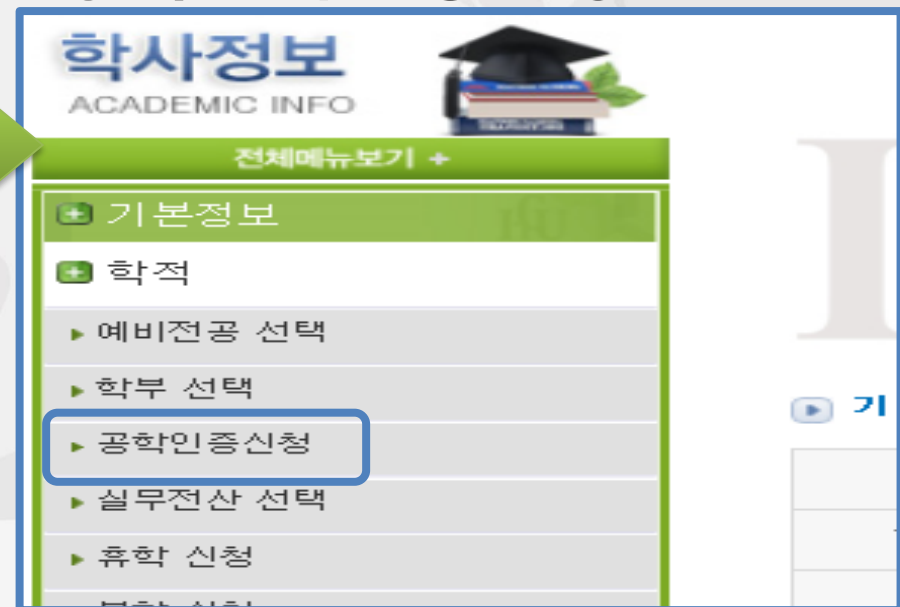 학사정보
ACADEMIC INFO
전체메뉴보기 +
기본정보
학적
예비전공 선택
학부 선택
공학인증신청
실무전산 선택
휴학 신청
기